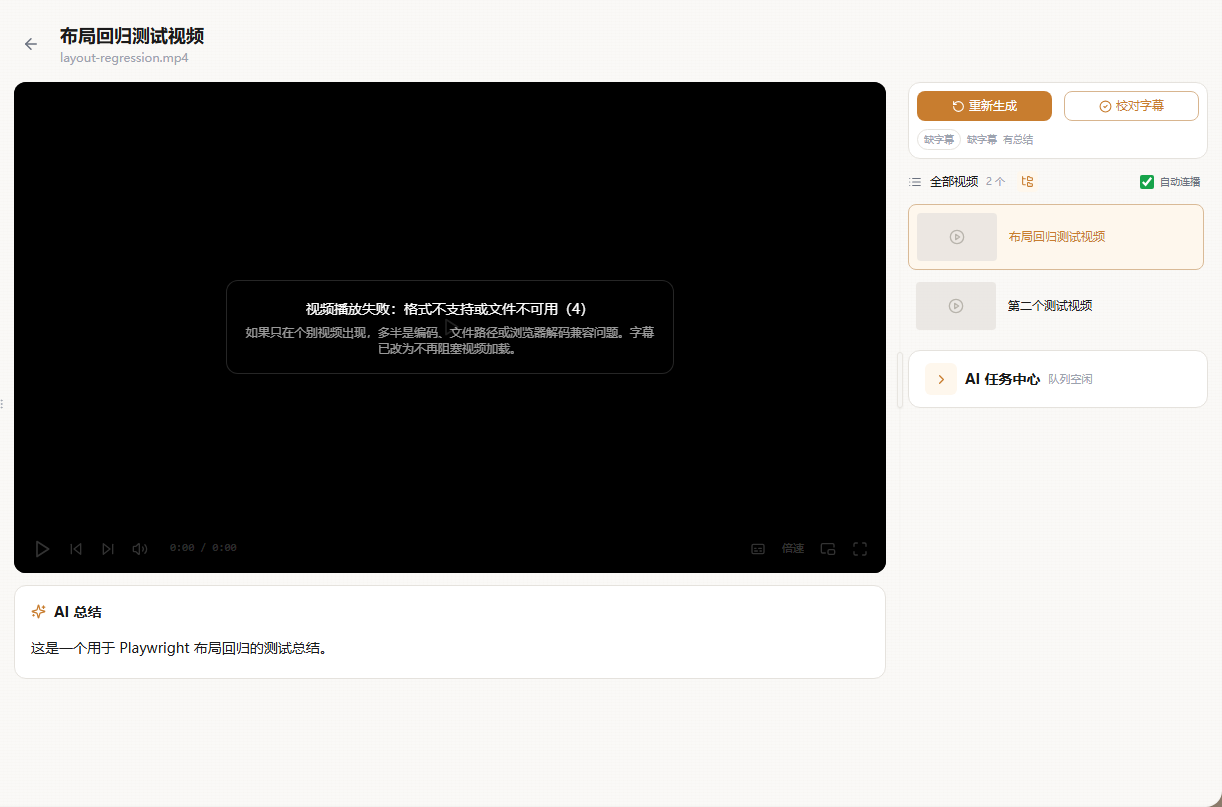 布局回归测试视频
layout-regression.mp4
重新生成
校对字幕
缺字幕 缺字幕 有总结
全部视频 2 个
自动连播
布局回归测试视频
第二个测试视频
AI 任务中心 队列空闲
视频播放失败：格式不支持或文件不可用（4）
如果只在个别视频出现，多半是编码、文件路径或浏览器解码兼容问题。字幕
已改为不再阻塞视频加载。
0:00 / 0:00
倍速
AI 总结
这是一个用于 Playwright 布局回归的测试总结。